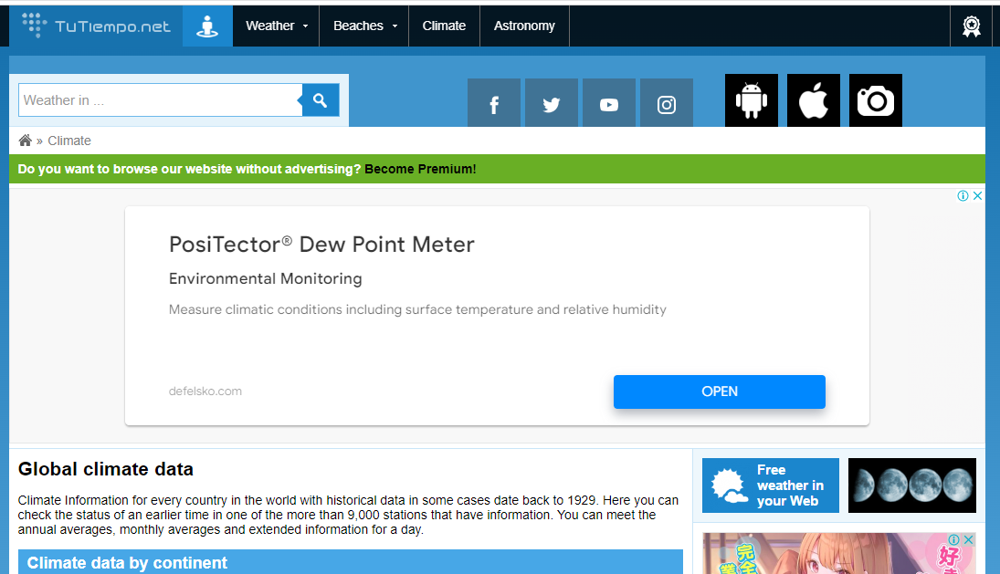 TuTiempo.net
Weather
Beaches
Climate
Astronomy
Weather in ...
» Climate
Do you want to browse our website without advertising? Become Premium!
PosiTector® Dew Point Meter
Environmental Monitoring
Measure climatic conditions including surface temperature and relative humidity
defelsko.com
OPEN
Global climate data
Climate Information for every country in the world with historical data in some cases date back to 1929. Here you can
check the status of an earlier time in one of the more than 9,000 stations that have information. You can meet the
annual averages, monthly averages and extended information for a day.
Climate data by continent
Free
weather in
your Web
完全
好